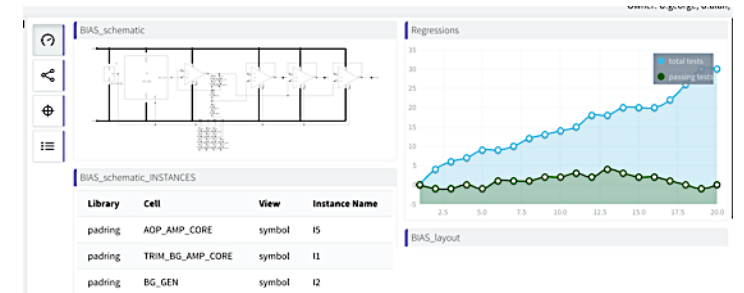 BIAS_schematic
BIAS_schematic_INSTANCES
Library Cell View Instance Name
padring AOP_AMP_CORE symbol I5
padring TRIM_BG_AMP_CORE symbol I1
padring BG_GEN symbol I2
Regressions
total tests
passing tests
35
30
25
20
15
10
5
0
-5
2.5 5.0 7.5 10.0 12.5 15.0 17.5 20.0
BIAS_layout